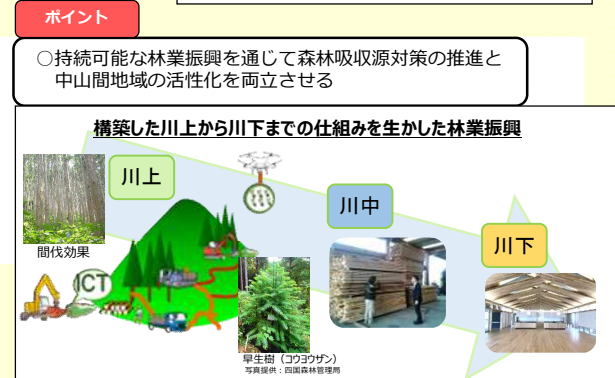 ポイント
○持続可能な林業振興を通じて森林吸収源対策の推進と
中山間地域の活性化を両立させる
構築した川上から川下までの仕組みを生かした林業振興
川上
川中
川下
間伐効果
ICT
早生樹（コウヨウザン）
写真提供：四国森林管理局